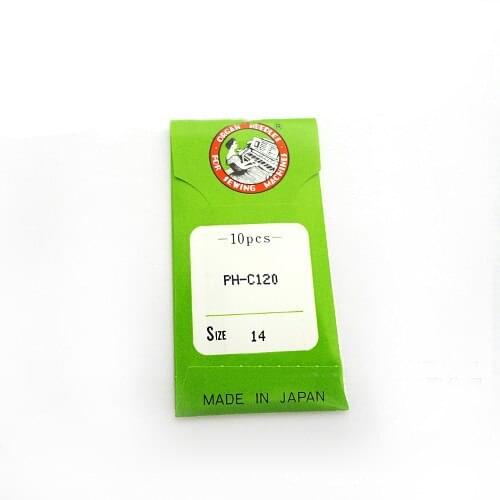 ORGAN NEEDLES
FOR SEWING MACHINES
®
-10pcs-
PH-C120
SIZE 14
MADE IN JAPAN